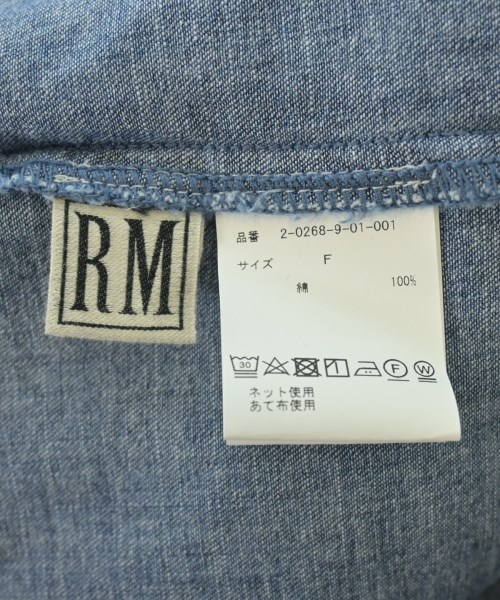 RM
品番 2-0268-9-01-001
サイズ F
綿 100%
30
F W
ネット使用
あて布使用